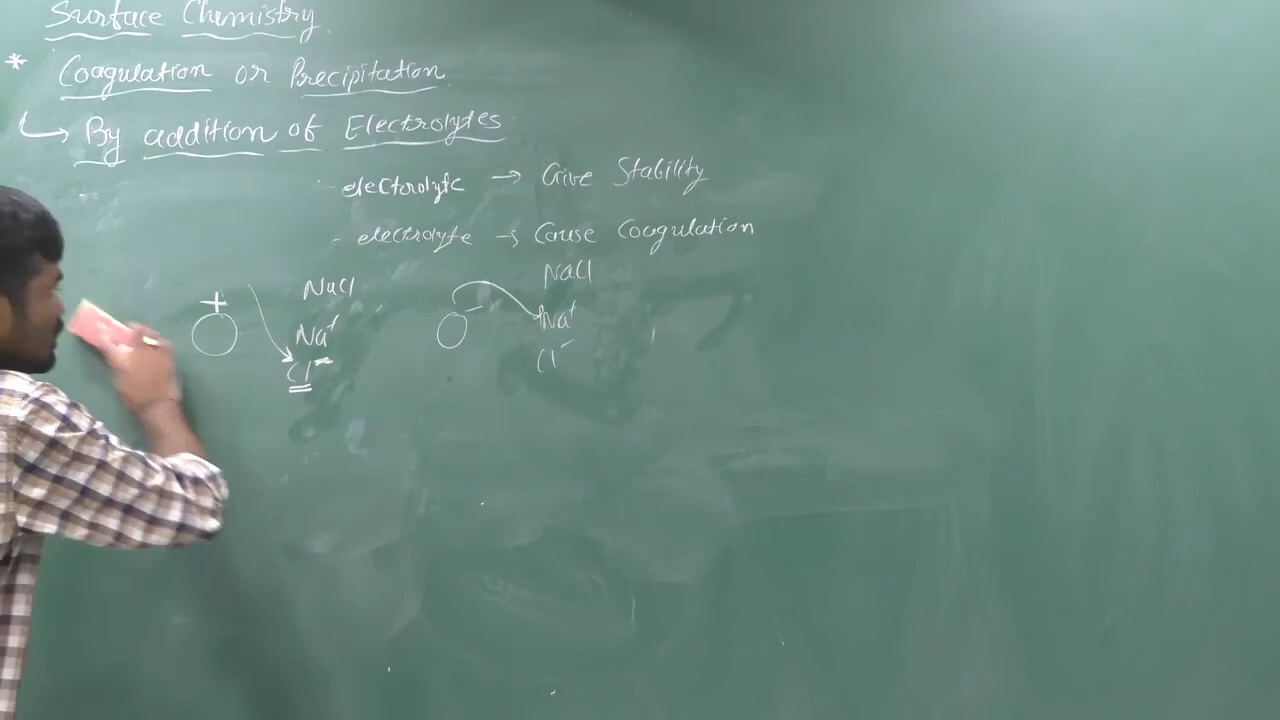 Surface Chemistry
* Coagulation or Precipitation
By addition of Electrolytes
electrolyte → Give Stability
- electrolyte → Cause Coagulation
NaCl
NaCl
+
Na⁺
Cl⁻
-
Na⁺
Cl⁻